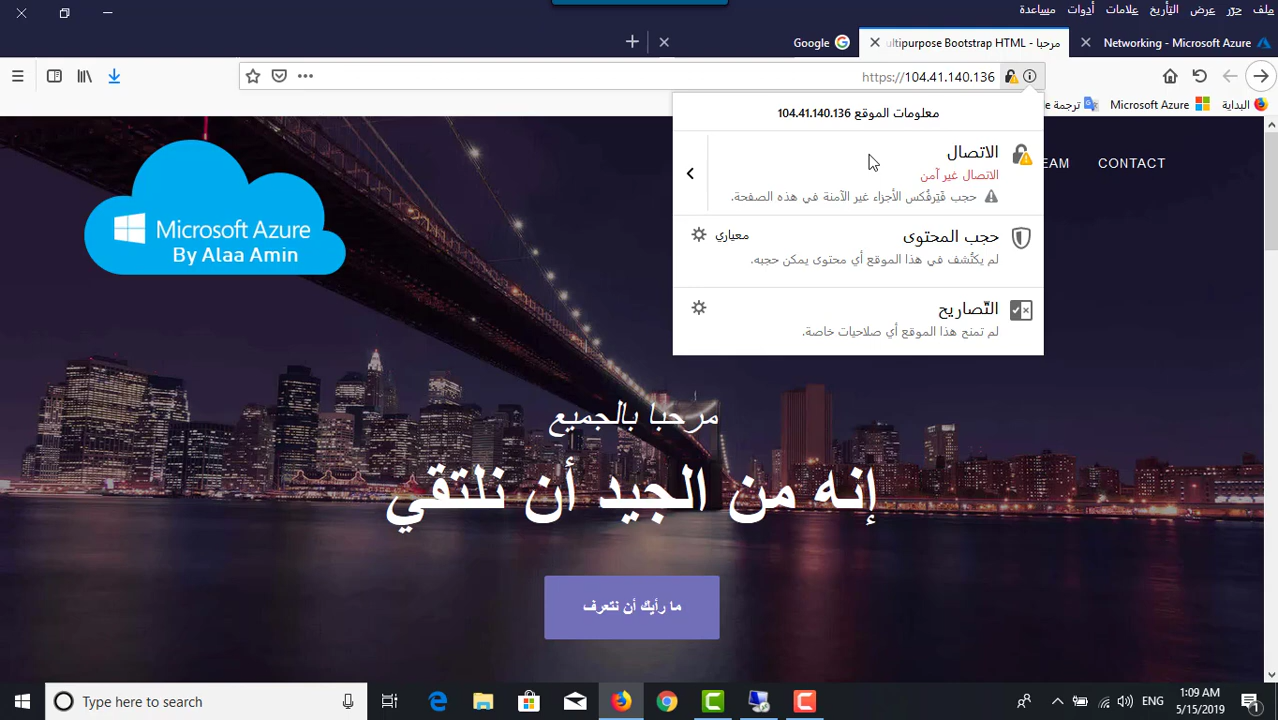 ملف
عرض
حرّر
التأريخ
علامات
أدوات
مساعدة
Networking - Microsoft Azure
مرحبا - ultipurpose Bootstrap HTML
Google
https://104.41.140.136
البداية
Microsoft Azure
ترجمة
معلومات الموقع 104.41.140.136
الاتصال
الاتصال غير آمن
حجب فَيَرفُكس الأجزاء غير الآمنة في هذه الصفحة.
حجب المحتوى
معياري
لم يكتُشف في هذا الموقع أي محتوى يمكن حجبه.
التّصاريح
لم تمنح هذا الموقع أي صلاحيات خاصة.
EAM
CONTACT
Microsoft Azure
By Alaa Amin
مرحبا بالجميع
إنه من الجيد أن نلتقي
ما رأيك أن نتعرف
Type here to search
ENG
1:09 AM
5/15/2019